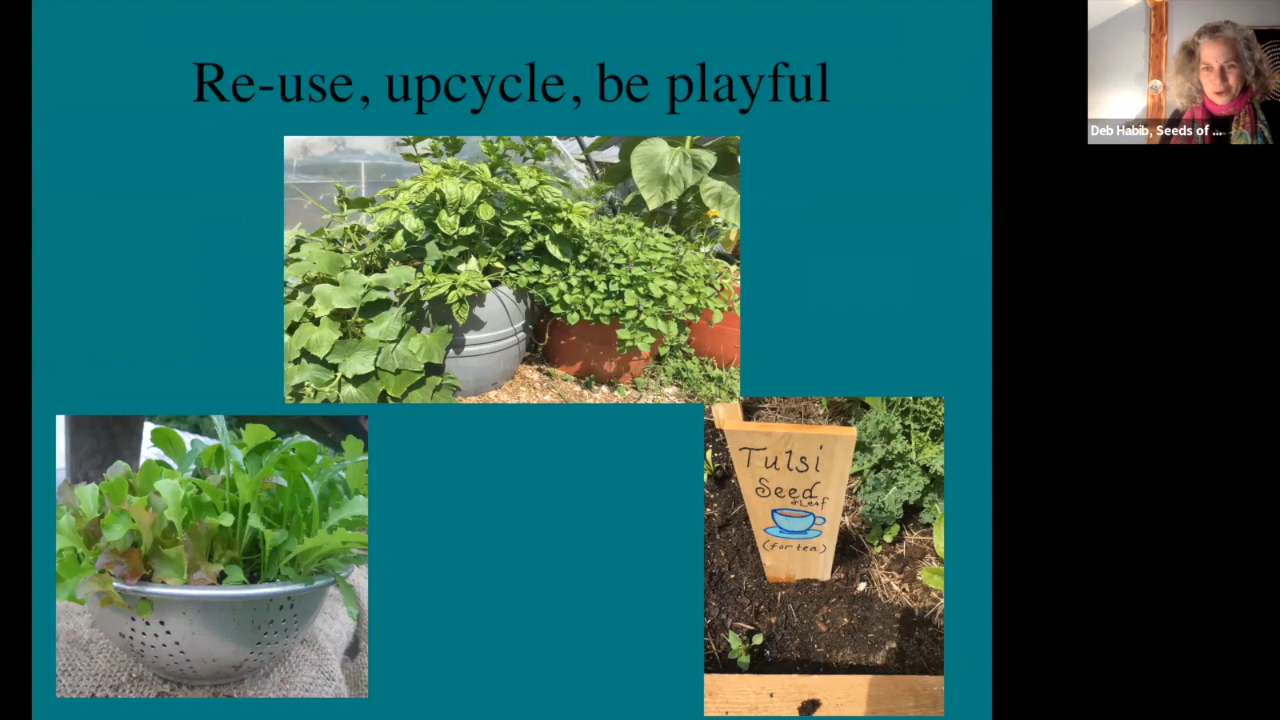 Re-use, upcycle, be playful
Deb Habib, Seeds of ...
Tulsi
Seed
& Leaf
(for tea)